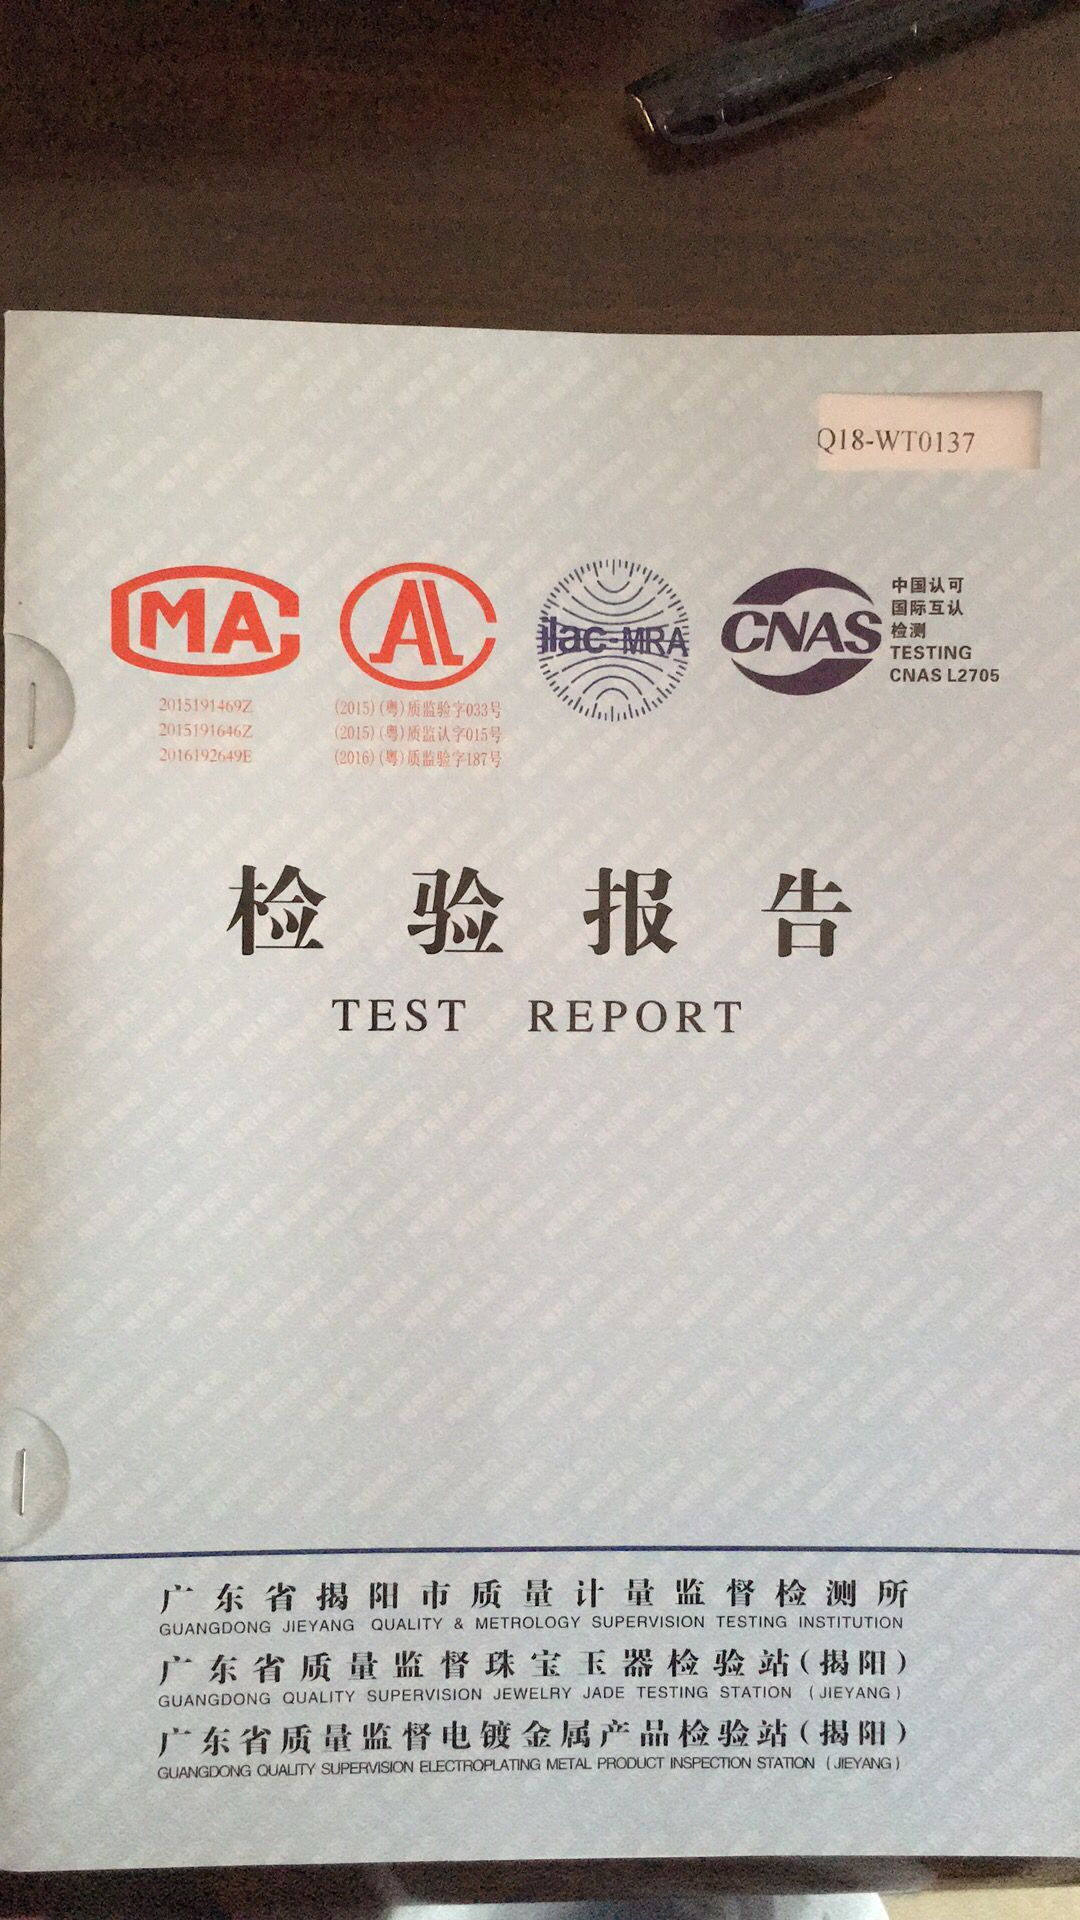 Q18-WT0137
MA
AL
ilac-MRA
CNAS
中国认可
国际互认
检测
TESTING
CNAS L2705
2015191469Z
2015191646Z
2016192649E
(2015)(粤)质监验字033号
(2015)(粤)质监认字015号
(2016)(粤)质监验字187号
检验报告
TEST REPORT
广东省揭阳市质量计量监督检测所
GUANGDONG JIEYANG QUALITY & METROLOGY SUPERVISION TESTING INSTITUTION
广东省质量监督珠宝玉器检验站(揭阳)
GUANGDONG QUALITY SUPERVISION JEWELRY JADE TESTING STATION (JIEYANG)
广东省质量监督电镀金属产品检验站(揭阳)
GUANGDONG QUALITY SUPERVISION ELECTROPLATING METAL PRODUCT INSPECTION STATION (JIEYANG)